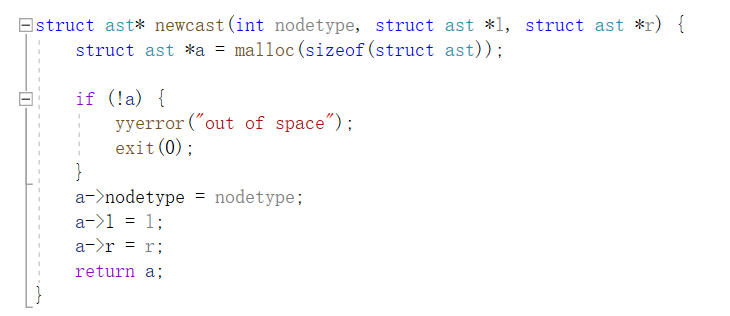 struct ast* newcast(int nodetype, struct ast *l, struct ast *r) {
    struct ast *a = malloc(sizeof(struct ast));
    if (!a) {
        yyerror("out of space");
        exit(0);
    }
    a->nodetype = nodetype;
    a->l = l;
    a->r = r;
    return a;
}